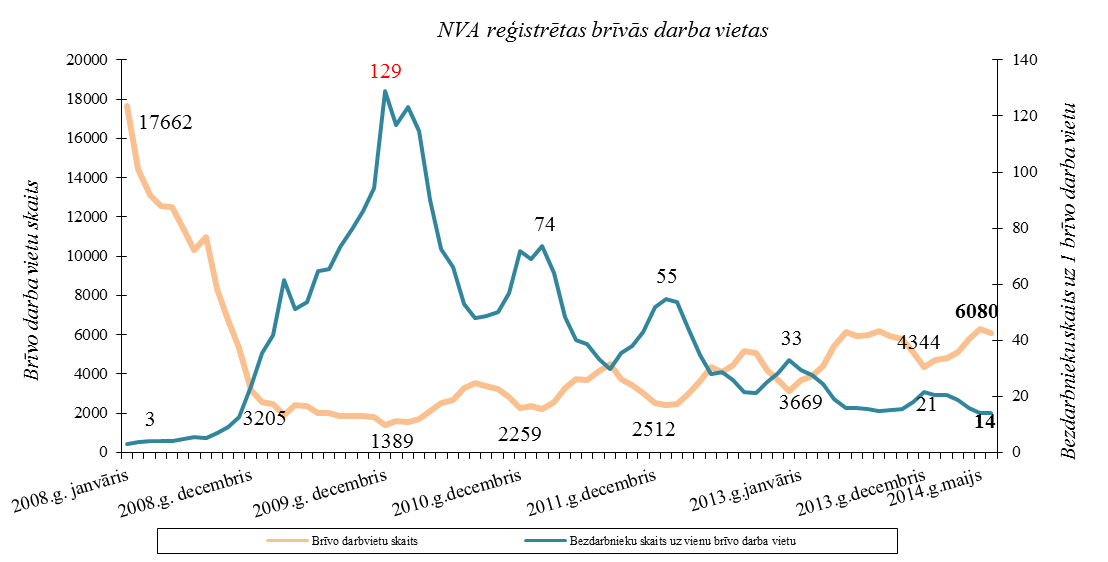 NVA reģistrētas brīvās darba vietas
Brīvo darba vietu skaits
20000
18000
16000
14000
12000
10000
8000
6000
4000
2000
0
140
120
100
80
60
40
20
0
Bezdarbnieku skaits uz 1 brīvo darba vietu
129
17662
74
55
6080
33
4344
3
3205
1389
2259
2512
3669
21
14
2008.g. janvāris
2008.g. decembris
2009.g. decembris
2010.g.decembris
2011.g.decembris
2013.g.janvāris
2013.g.decembris
2014.g.maijs
Brīvo darbvietu skaits
Bezdarbnieku skaits uz vienu brīvo darba vietu